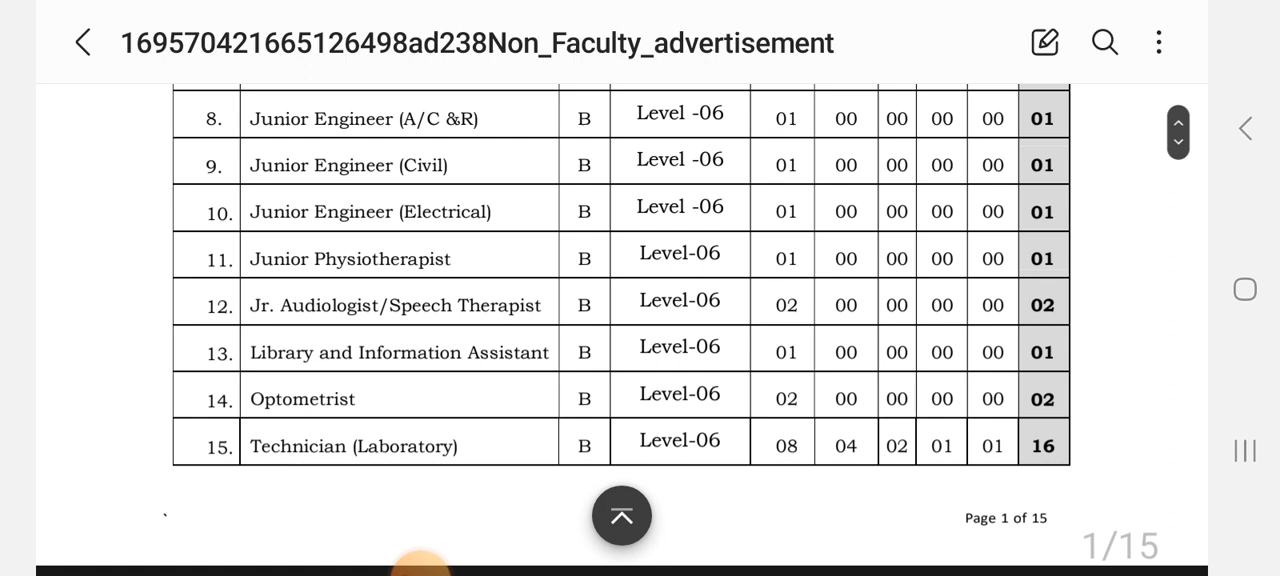 169570421665126498ad238Non_Faculty_advertisement
8. Junior Engineer (A/C &R) B Level -06 01 00 00 00 00 01
9. Junior Engineer (Civil) B Level -06 01 00 00 00 00 01
10. Junior Engineer (Electrical) B Level -06 01 00 00 00 00 01
11. Junior Physiotherapist B Level-06 01 00 00 00 00 01
12. Jr. Audiologist/Speech Therapist B Level-06 02 00 00 00 00 02
13. Library and Information Assistant B Level-06 01 00 00 00 00 01
14. Optometrist B Level-06 02 00 00 00 00 02
15. Technician (Laboratory) B Level-06 08 04 02 01 01 16
Page 1 of 15
1/15